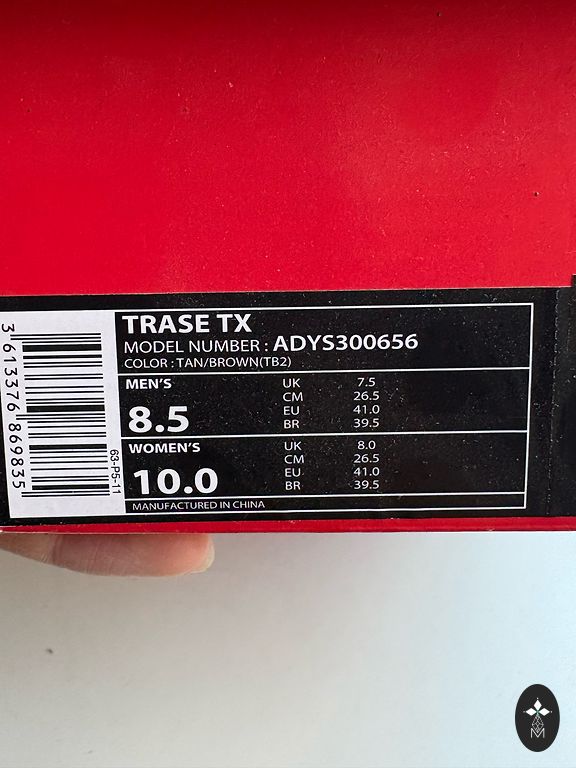 TRASE TX
MODEL NUMBER : ADYS300656
COLOR : TAN/BROWN(TB2)
MEN'S
8.5
UK 7.5
CM 26.5
EU 41.0
BR 39.5
WOMEN'S
10.0
UK 8.0
CM 26.5
EU 41.0
BR 39.5
MANUFACTURED IN CHINA
3 613376 869835
63-P5-11
M